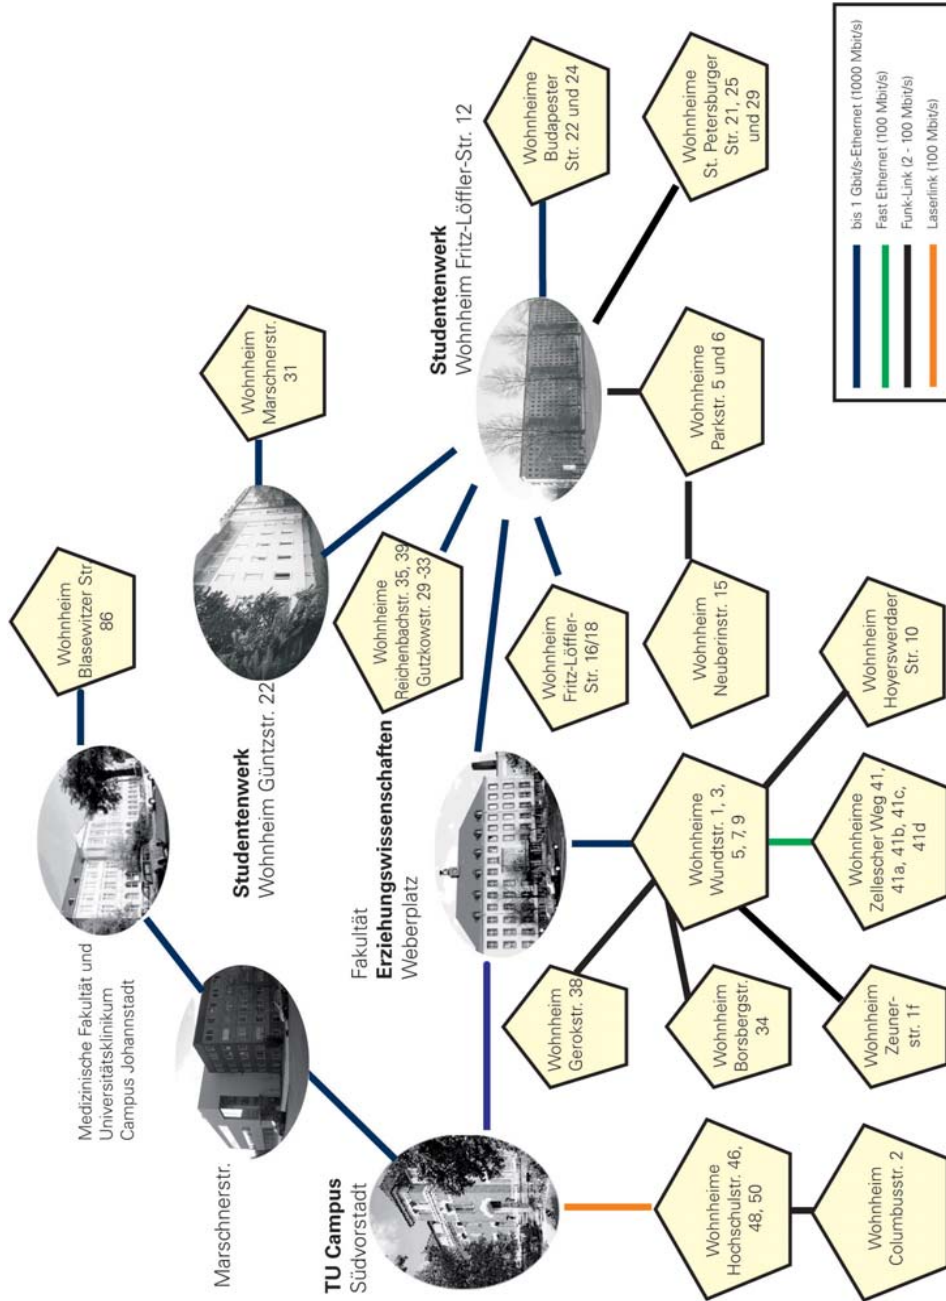 Medizinische Fakultät und
Universitätsklinikum
Campus Johannstadt
Wohnheim
Blasewitzer Str.
86
Marschnerstr.
Studentenwerk
Wohnheim Güntzstr. 22
Wohnheim
Marschnerstr.
31
TU Campus
Südvorstadt
Fakultät
Erziehungswissenschaften
Weberplatz
Wohnheime
Reichenbachstr. 35, 39
Gutzkowstr. 29 -33
Studentenwerk
Wohnheim Fritz-Löffler-Str. 12
Wohnheime
Budapester
Str. 22 und 24
Wohnheim
Gerokstr. 38
Wohnheim
Fritz-Löffler-
Str. 16/18
Wohnheime
Hochschulstr. 46,
48, 50
Wohnheim
Borsbergstr.
34
Wohnheime
Wundtstr. 1, 3,
5, 7, 9
Wohnheim
Neuberinstr. 15
Wohnheime
Parkstr. 5 und 6
Wohnheime
St. Petersburger
Str. 21, 25
und 29
Wohnheim
Columbusstr. 2
Wohnheim
Zeuner-
str. 1f
Wohnheime
Zellescher Weg 41,
41a, 41b, 41c,
41d
Wohnheim
Hoyerswerdaer
Str. 10
bis 1 Gbit/s-Ethernet (1000 Mbit/s)
Fast Ethernet (100 Mbit/s)
Funk-Link (2 - 100 Mbit/s)
Laserlink (100 Mbit/s)